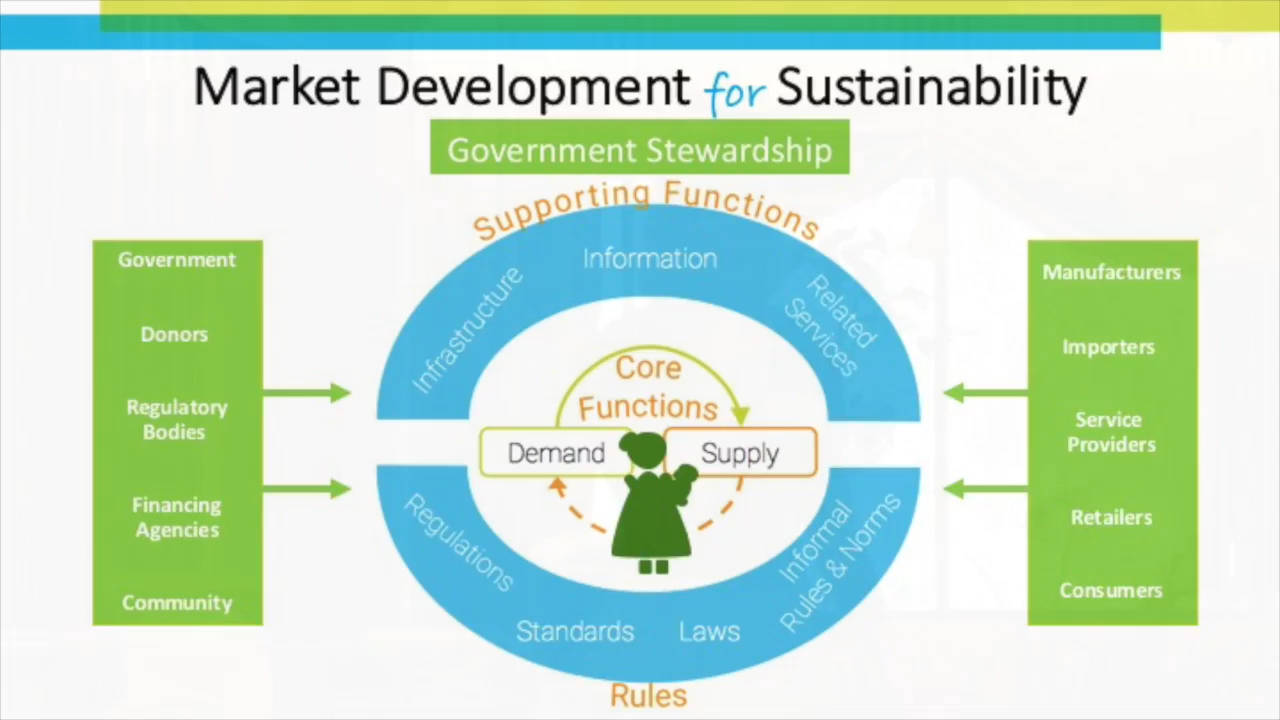 Market Development for Sustainability
Government Stewardship
Supporting Functions
Infrastructure
Information
Related
Services
Government
Donors
Regulatory
Bodies
Financing
Agencies
Community
Core
Functions
Demand
Supply
Regulations
Standards
Laws
Informal
Rules & Norms
Rules
Manufacturers
Importers
Service
Providers
Retailers
Consumers